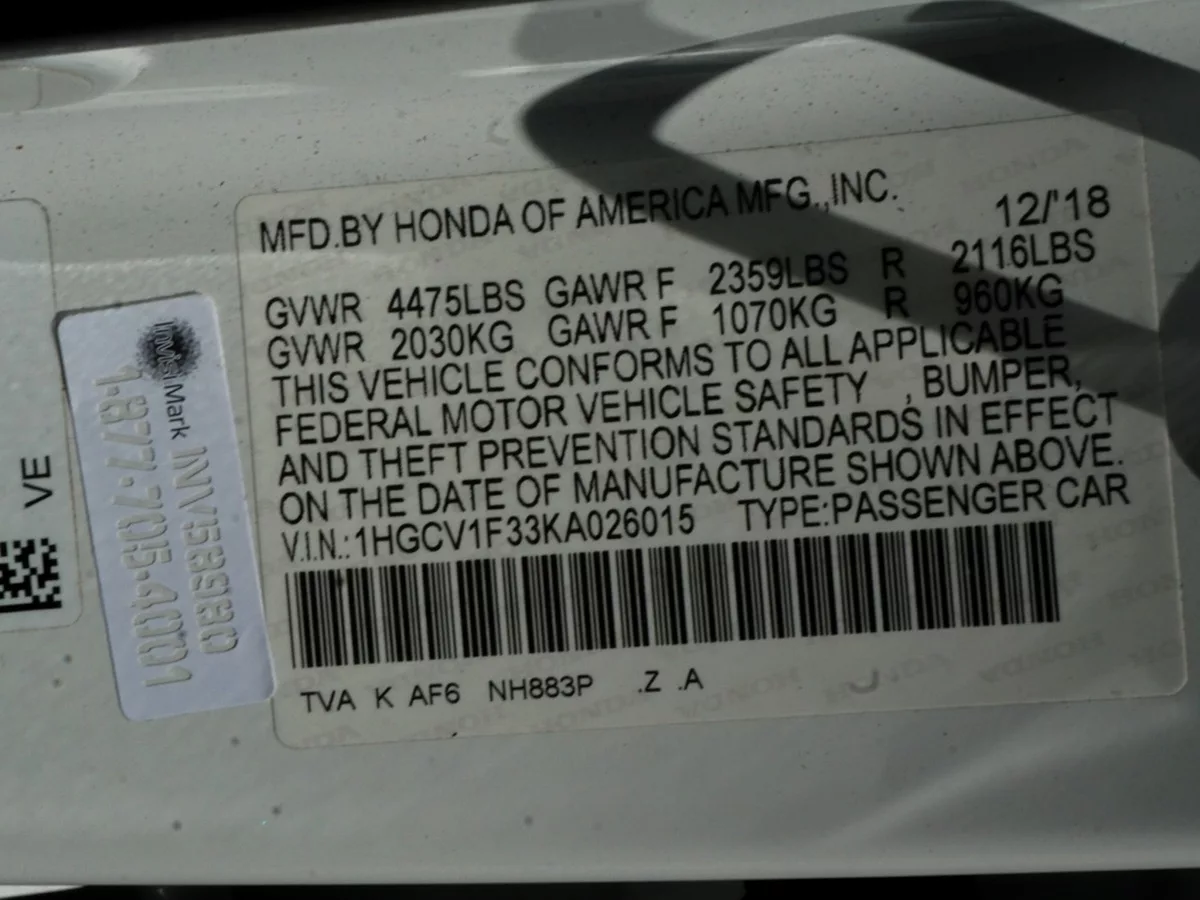 MFD.BY HONDA OF AMERICA MFG.,INC. 12/'18
GVWR 4475LBS GAWR F 2359LBS R 2116LBS
GVWR 2030KG GAWR F 1070KG R 960KG
THIS VEHICLE CONFORMS TO ALL APPLICABLE
FEDERAL MOTOR VEHICLE SAFETY , BUMPER,
AND THEFT PREVENTION STANDARDS IN EFFECT
ON THE DATE OF MANUFACTURE SHOWN ABOVE.
V.I.N.:1HGCV1F33KA026015 TYPE:PASSENGER CAR
TVA K AF6 NH883P .Z .A
VE
InvisiMark
1·877·705·4001